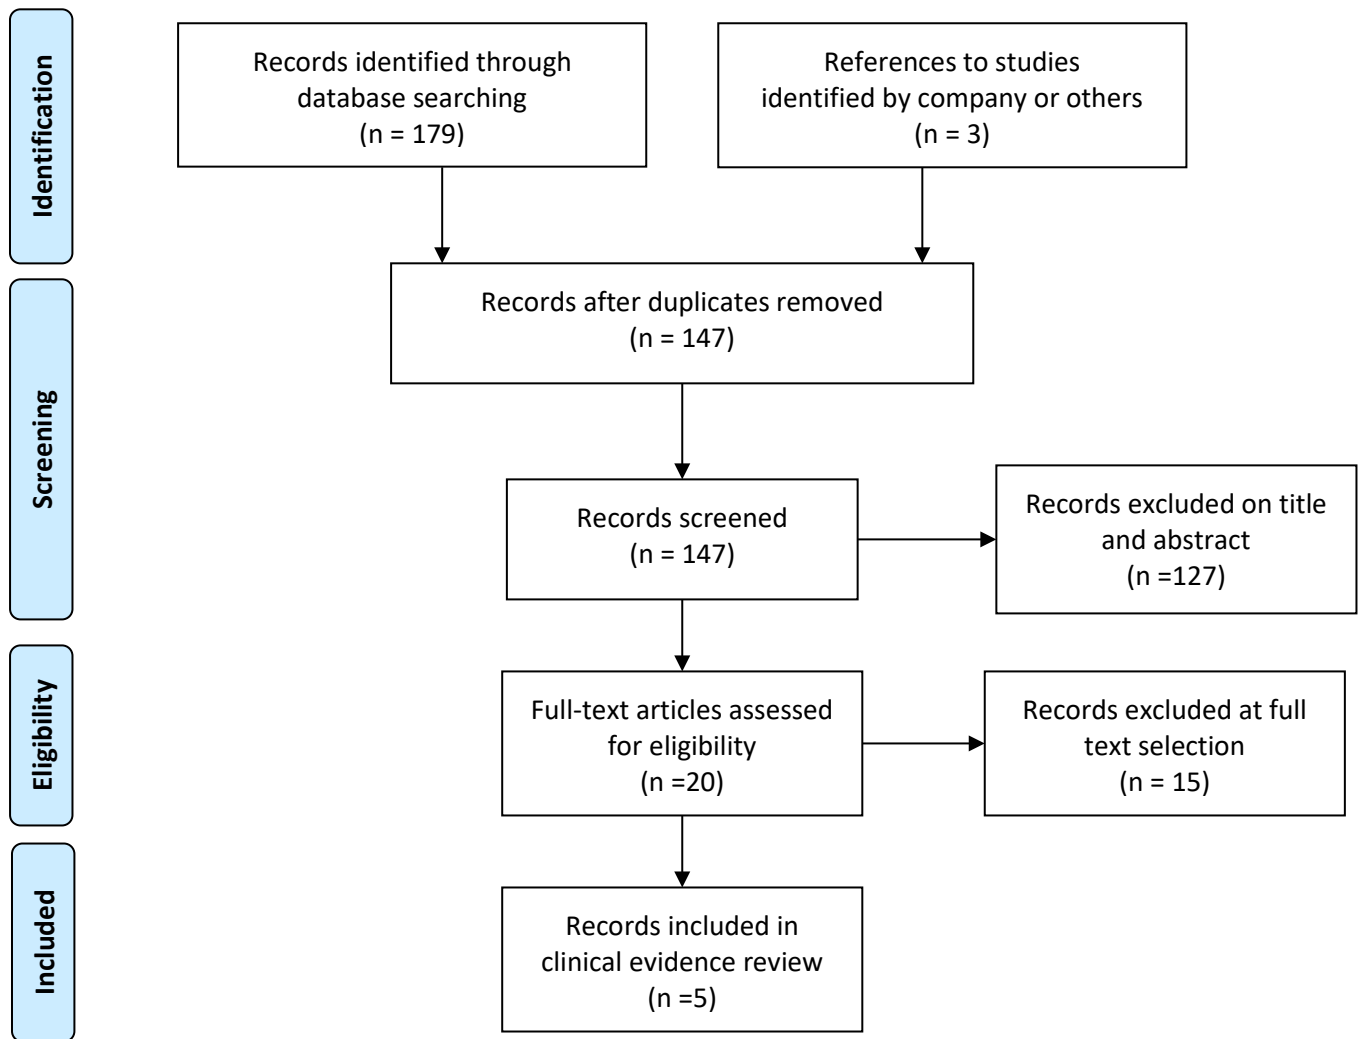 Identification
Records identified through
database searching
(n = 179)
References to studies
identified by company or others
(n = 3)
Screening
Records after duplicates removed
(n = 147)
Records screened
(n = 147)
Records excluded on title
and abstract
(n =127)
Eligibility
Full-text articles assessed
for eligibility
(n =20)
Records excluded at full
text selection
(n = 15)
Included
Records included in
clinical evidence review
(n =5)